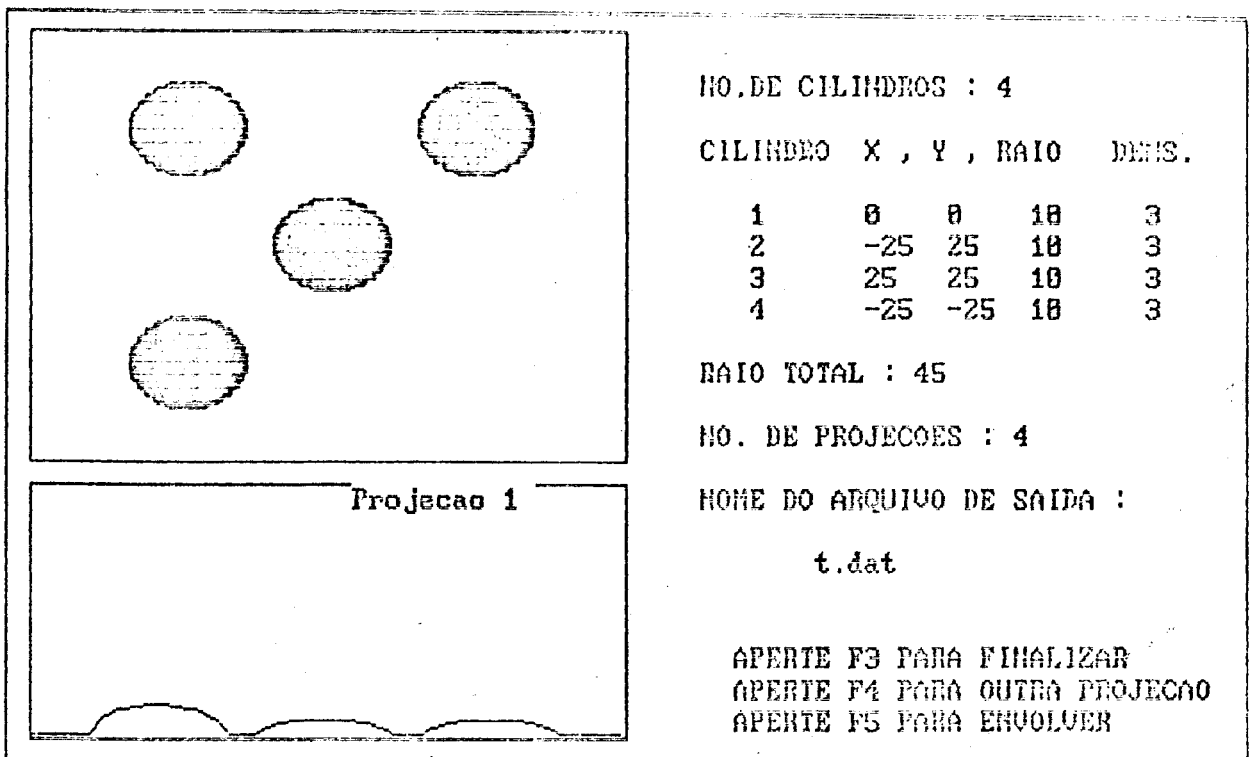 NO.DE CILINDROS : 4
CILINDRO X , Y , RAIO DENS.
1 0 0 10 3
2 -25 25 10 3
3 25 25 10 3
4 -25 -25 10 3
RAIO TOTAL : 45
NO. DE PROJECOES : 4
Projecao 1
NOME DO ARQUIVO DE SAIDA :
t.dat
APERTE F3 PARA FINALIZAR
APERTE F4 PARA OUTRA PROJECAO
APERTE F5 PARA ENVOLVER